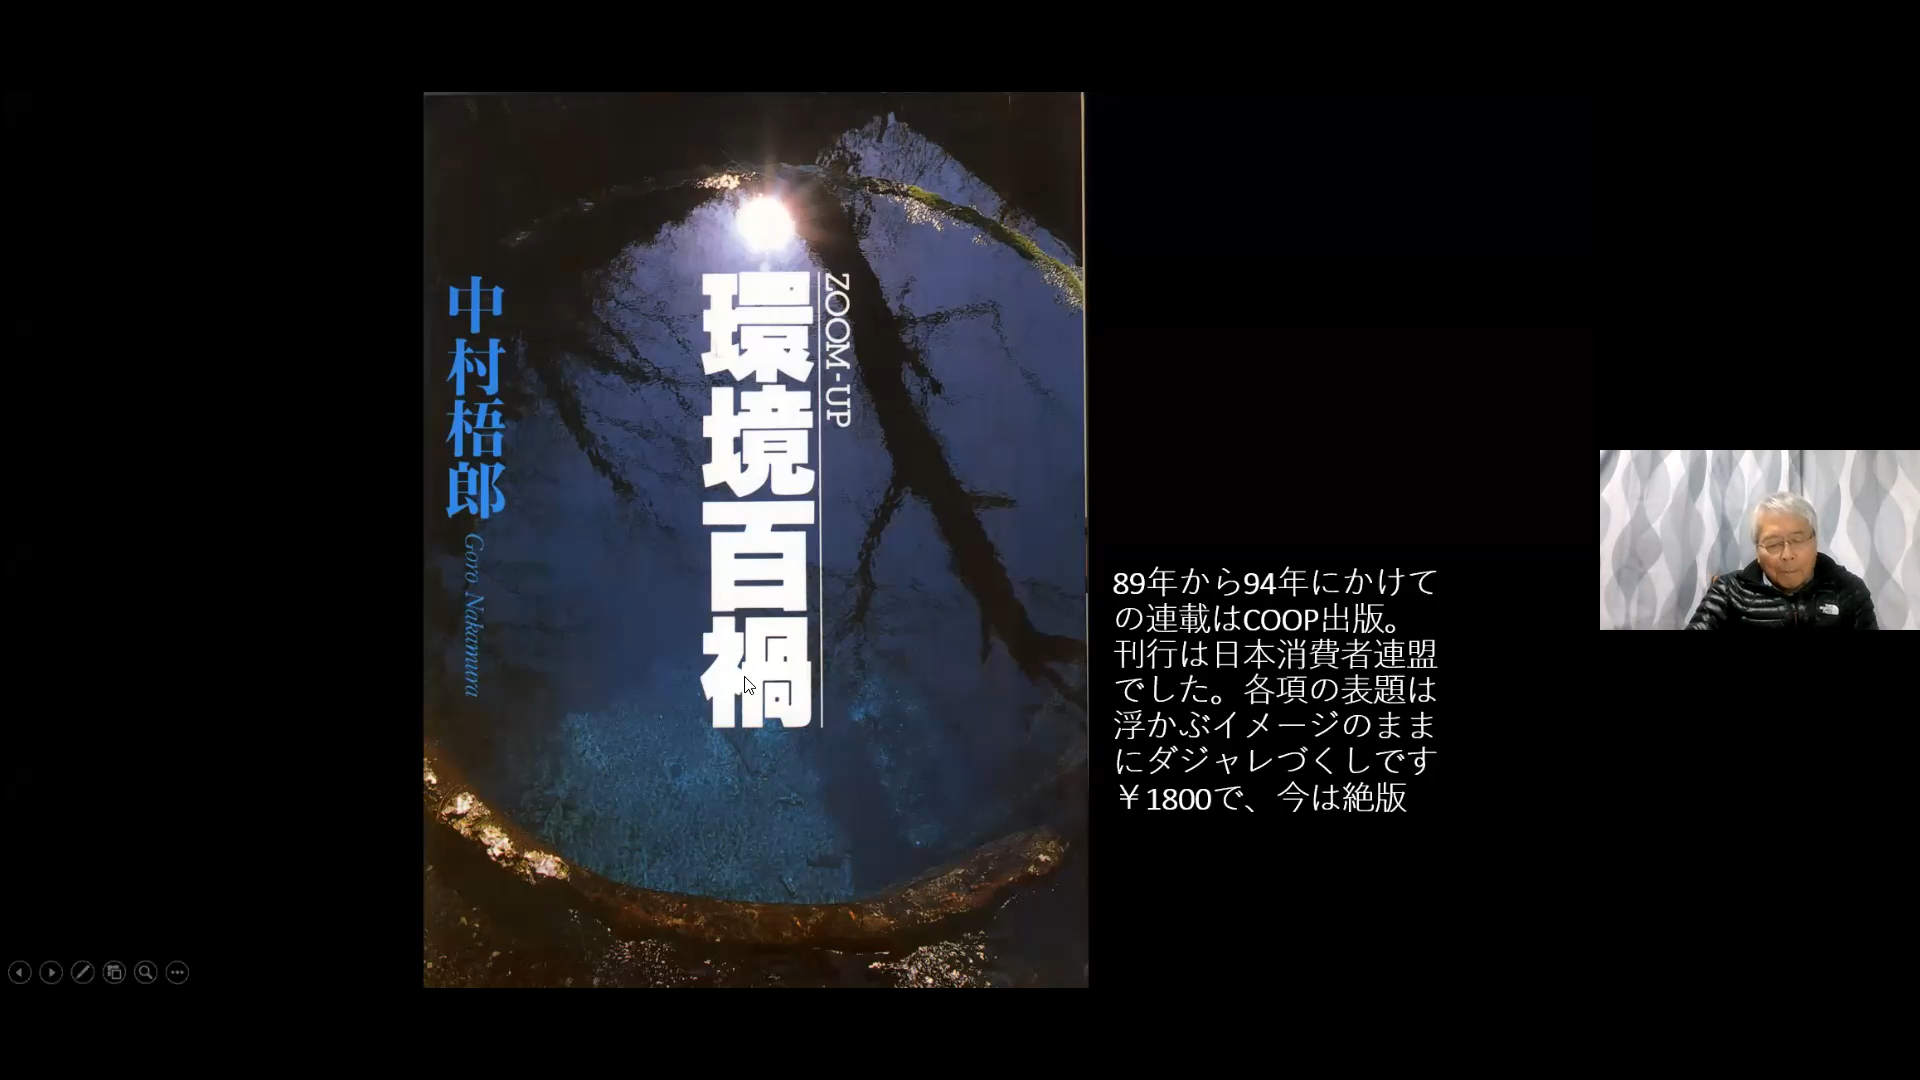 ZOOM-UP
環境百禍
中村梧郎
Goro Nakamura
89年から94年にかけて
の連載はCOOP出版。
刊行は日本消費者連盟
でした。各項の表題は
浮かぶイメージのまま
にダジャレづくしです
￥1800で、今は絶版